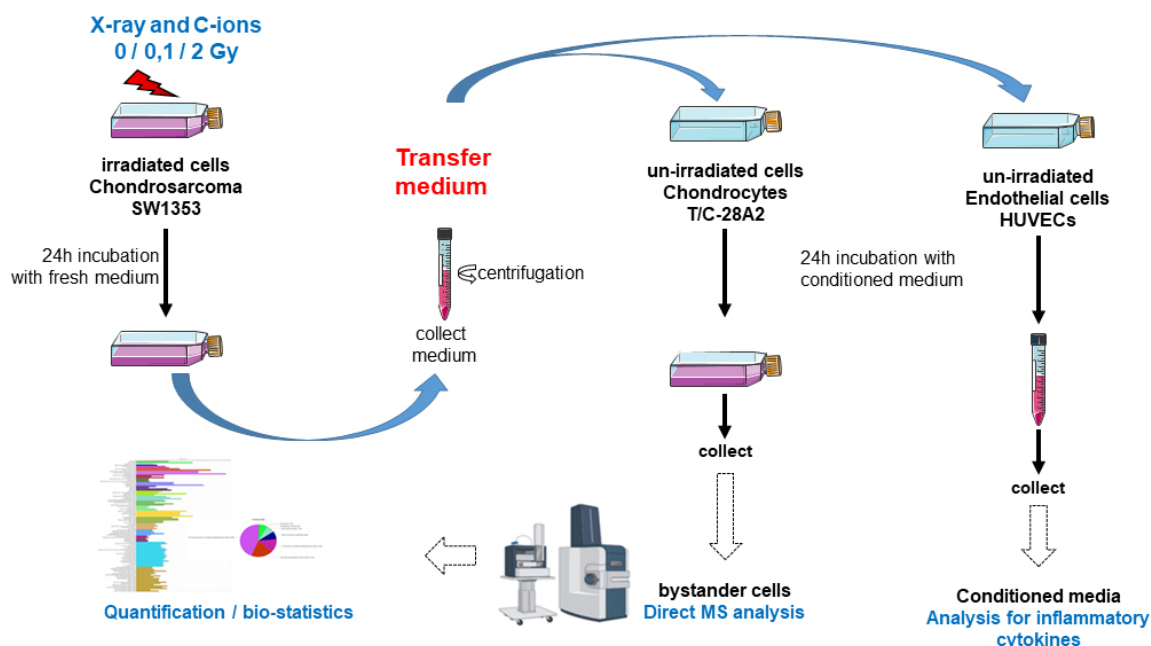 X-ray and C-ions
0 / 0,1 / 2 Gy
irradiated cells
Chondrosarcoma
SW1353
24h incubation
with fresh medium
Transfer
medium
centrifugation
collect
medium
un-irradiated cells
Chondrocytes
T/C-28A2
un-irradiated
Endothelial cells
HUVECs
24h incubation with
conditioned medium
collect
collect
bystander cells
Direct MS analysis
Conditioned media
Analysis for inflammatory
cytokines
Quantification / bio-statistics